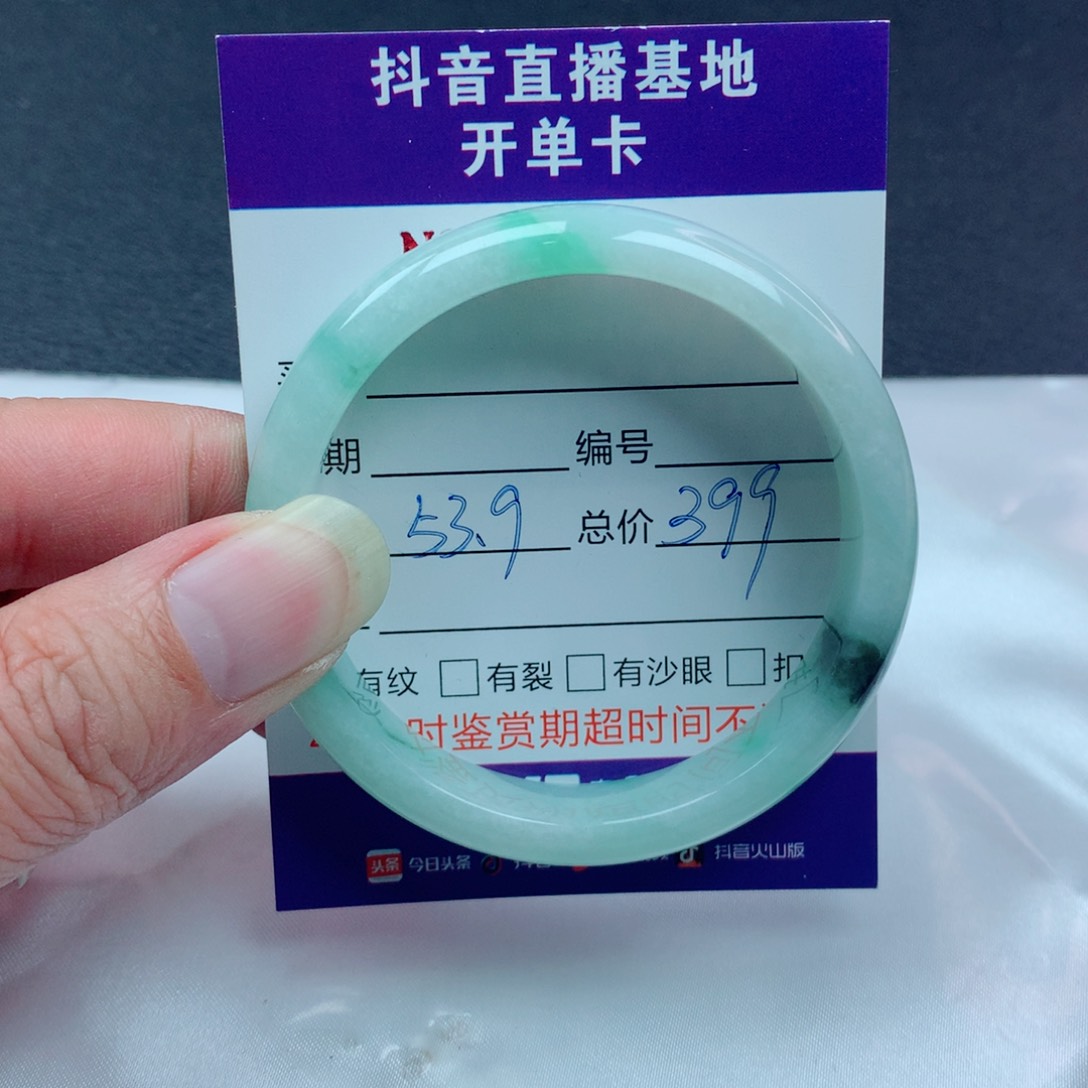 抖音直播基地
开单卡
期 编号
53.9 总价 399
有纹 有裂 有沙眼
时鉴赏期超时间不
头条 今日头条 抖音火山版